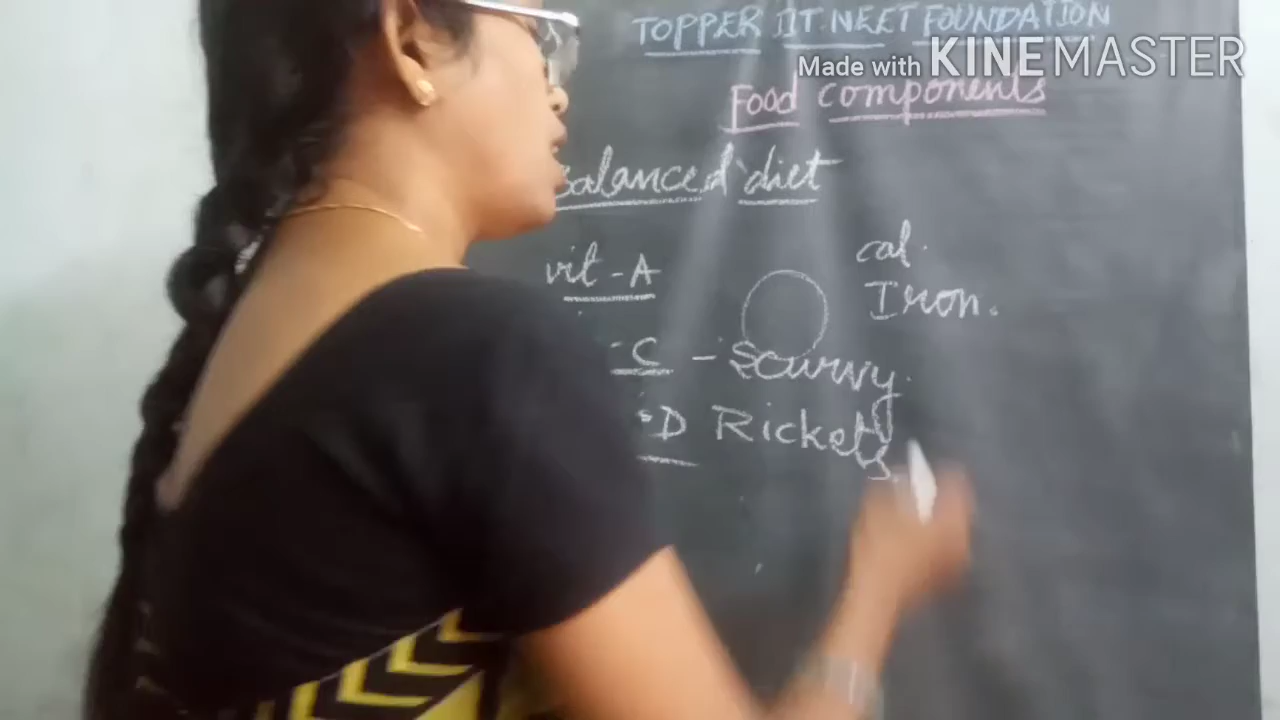 TOPPER IIT NEET FOUNDATION
Made with KINEMASTER
Food components
Balanced diet
vit - A
cal.
Iron.
- C - Scurvy.
D Rickets.